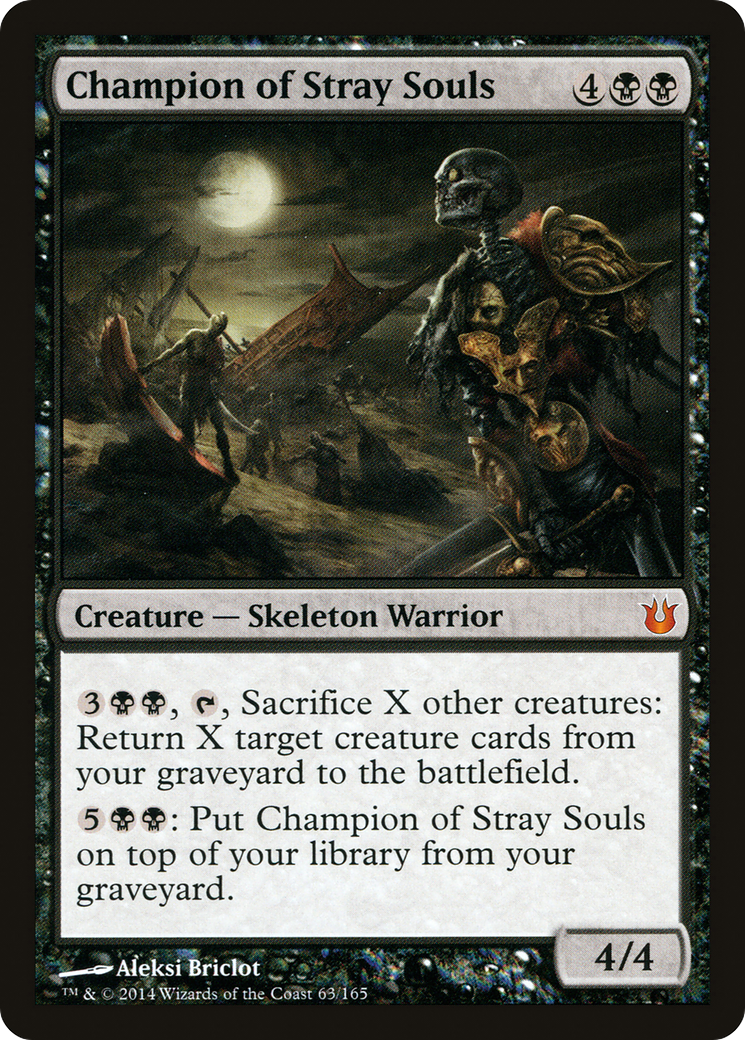 Champion of Stray Souls 4
Creature — Skeleton Warrior
3, , Sacrifice X other creatures:
Return X target creature cards from
your graveyard to the battlefield.
5: Put Champion of Stray Souls
on top of your library from your
graveyard.
4/4
Aleksi Briclot
™ & © 2014 Wizards of the Coast 63/165